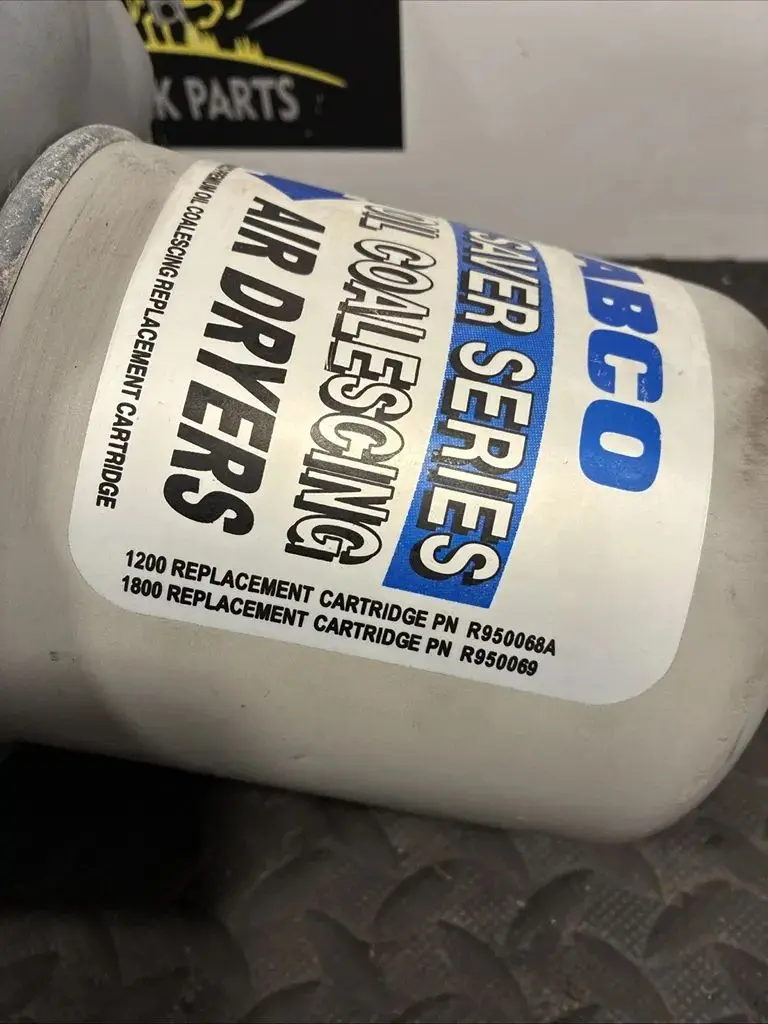 K PARTS
ABCO
SAVER SERIES
OIL COALESCING
AIR DRYERS
PREMIUM OIL COALESCING REPLACEMENT CARTRIDGE
1200 REPLACEMENT CARTRIDGE PN R950068A
1800 REPLACEMENT CARTRIDGE PN R950069